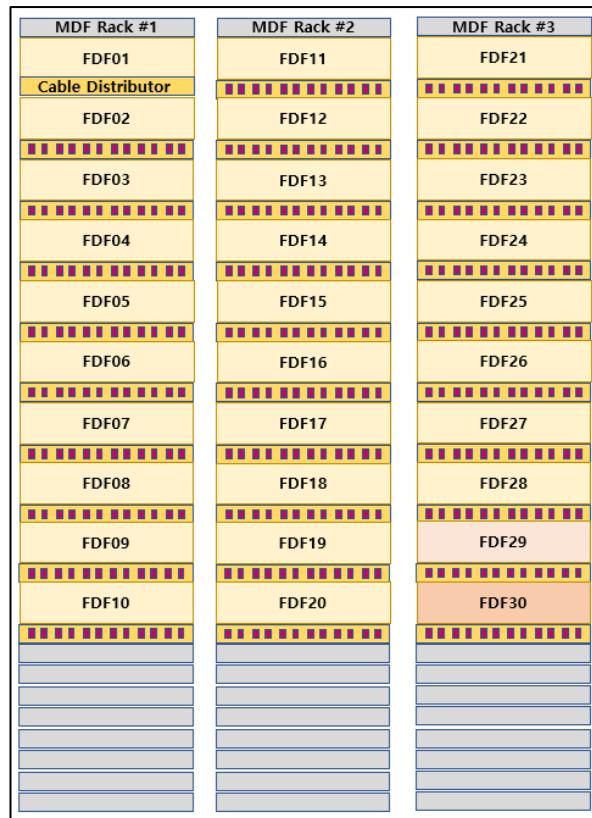 MDF Rack #1
FDF01
Cable Distributor
FDF02
FDF03
FDF04
FDF05
FDF06
FDF07
FDF08
FDF09
FDF10
MDF Rack #2
FDF11
FDF12
FDF13
FDF14
FDF15
FDF16
FDF17
FDF18
FDF19
FDF20
MDF Rack #3
FDF21
FDF22
FDF23
FDF24
FDF25
FDF26
FDF27
FDF28
FDF29
FDF30